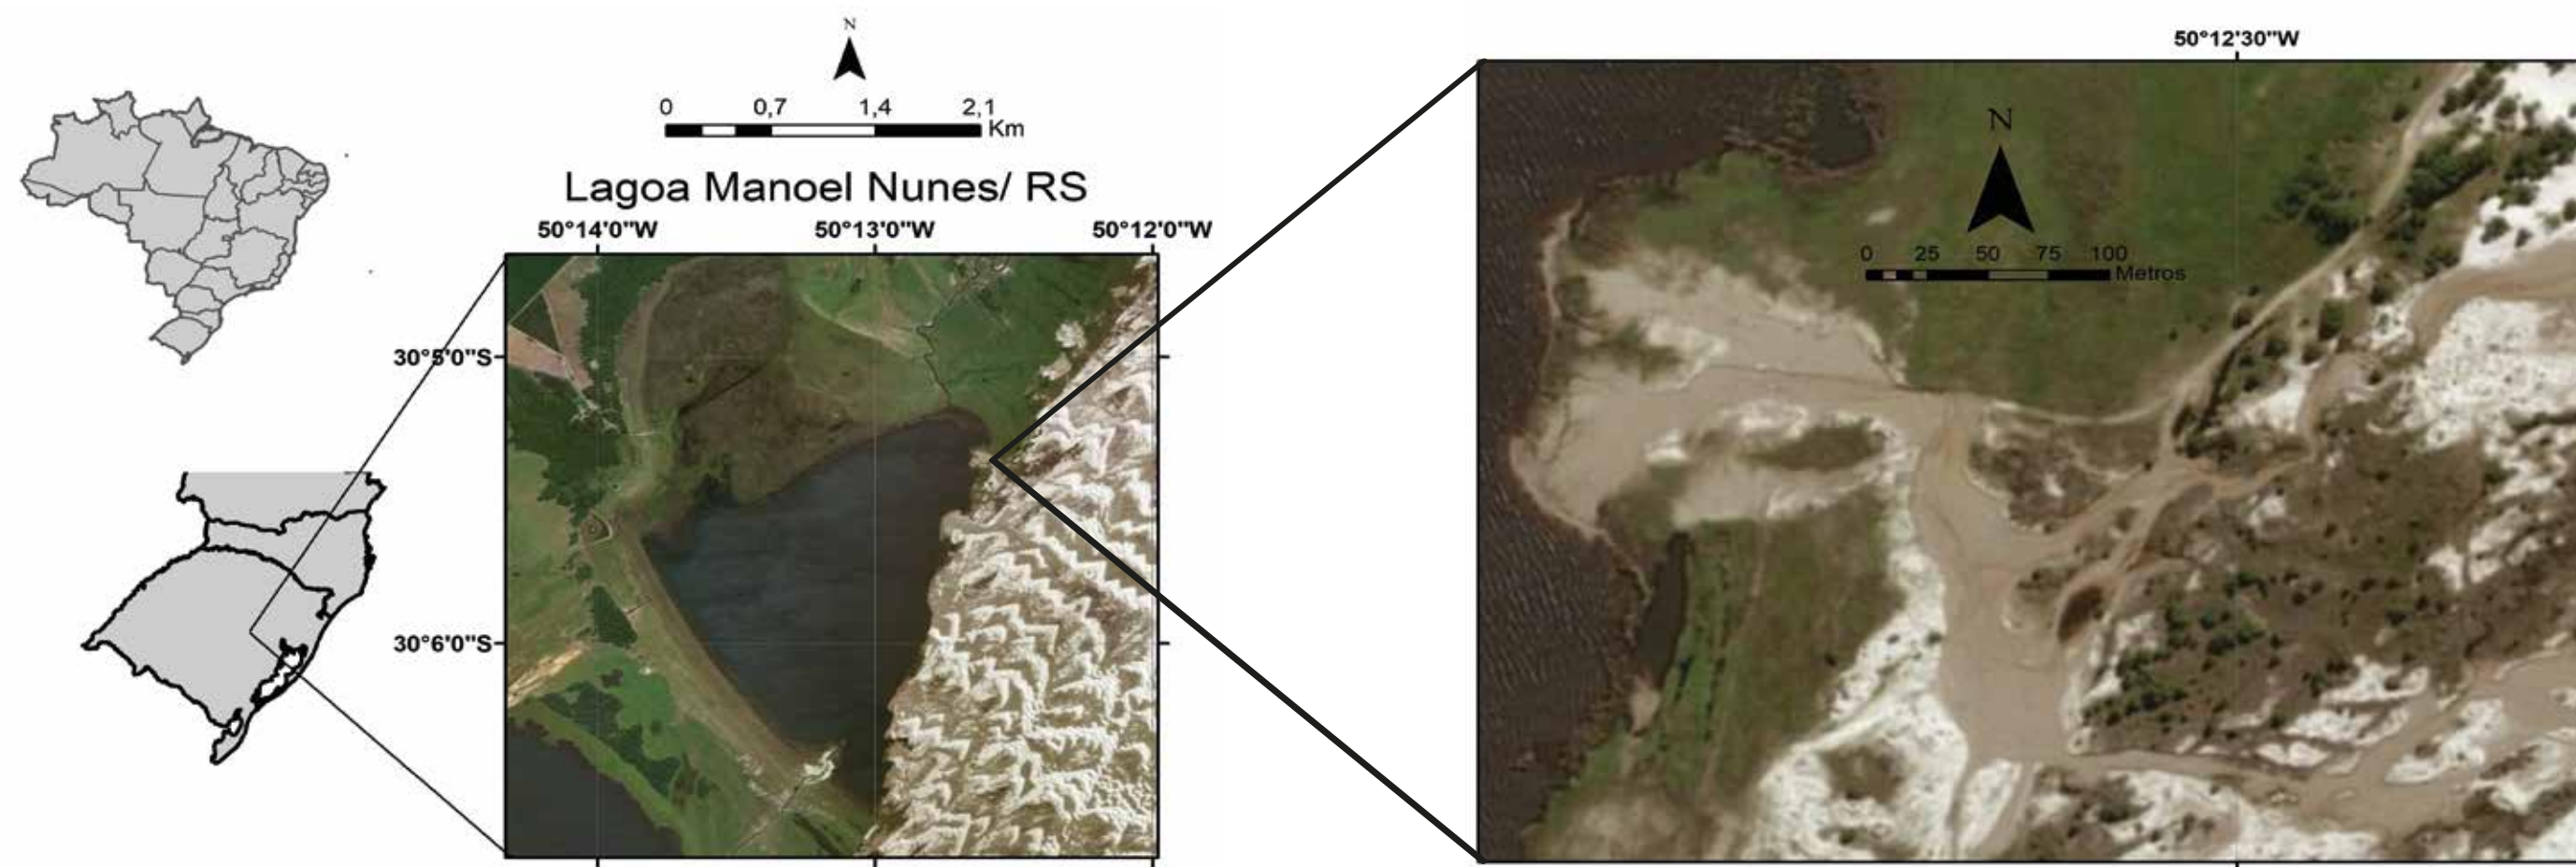 N
0 0,7 1,4 2,1
Km
Lagoa Manoel Nunes/ RS
50°14'0"W 50°13'0"W 50°12'0"W
30°5'0"S
30°6'0"S
50°12'30"W
N
0 25 50 75 100
Metros